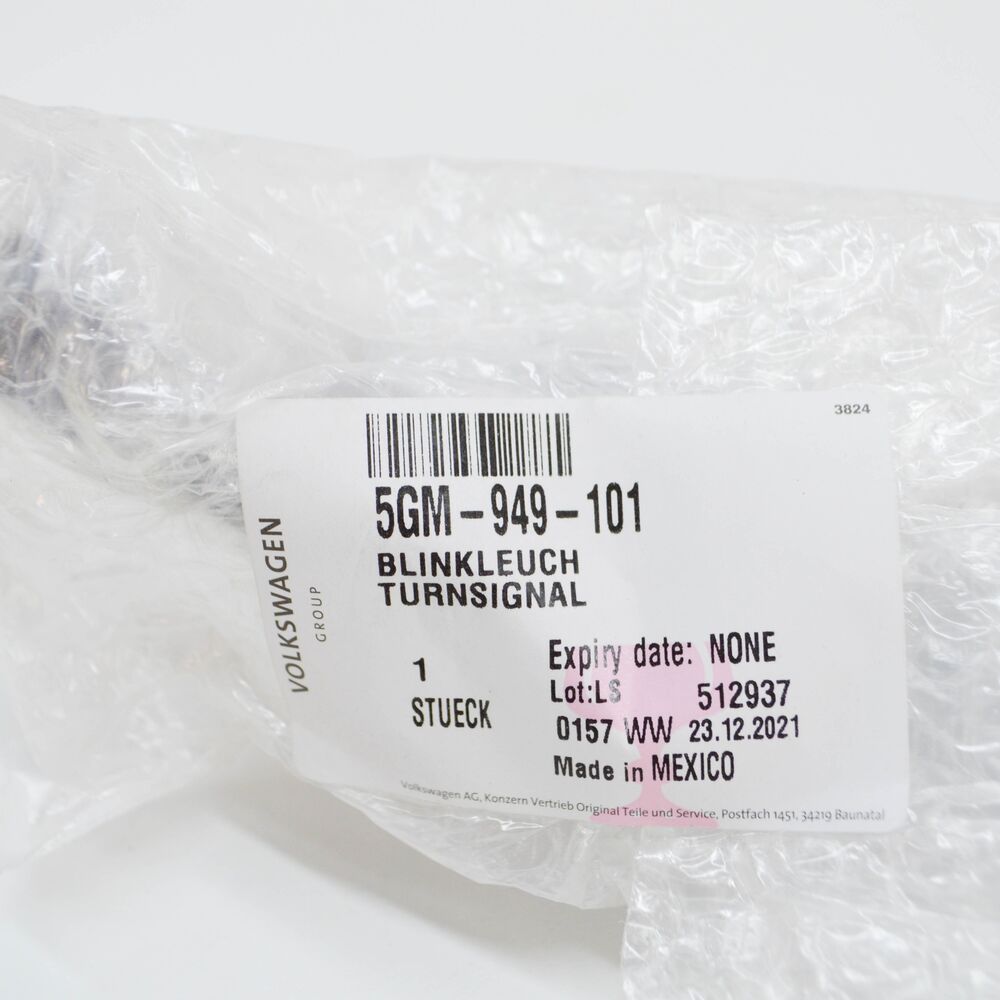 3824
5GM-949-101
BLINKLEUCH
TURNSIGNAL
VOLKSWAGEN
GROUP
1
STUECK
Expiry date: NONE
Lot:LS 512937
0157 WW 23.12.2021
Made in MEXICO
Volkswagen AG, Konzern Vertrieb Original Teile und Service, Postfach 1451, 34219 Baunatal